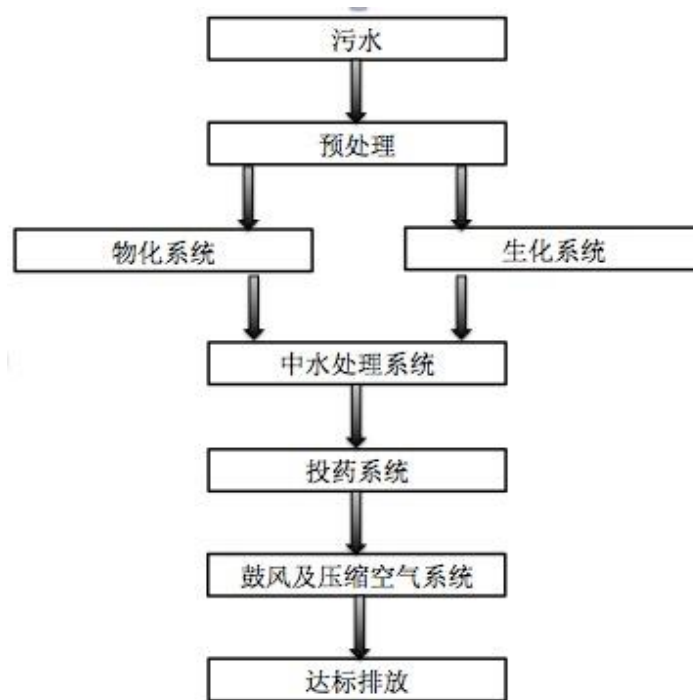 污水
预处理
物化系统
生化系统
中水处理系统
投药系统
鼓风及压缩空气系统
达标排放